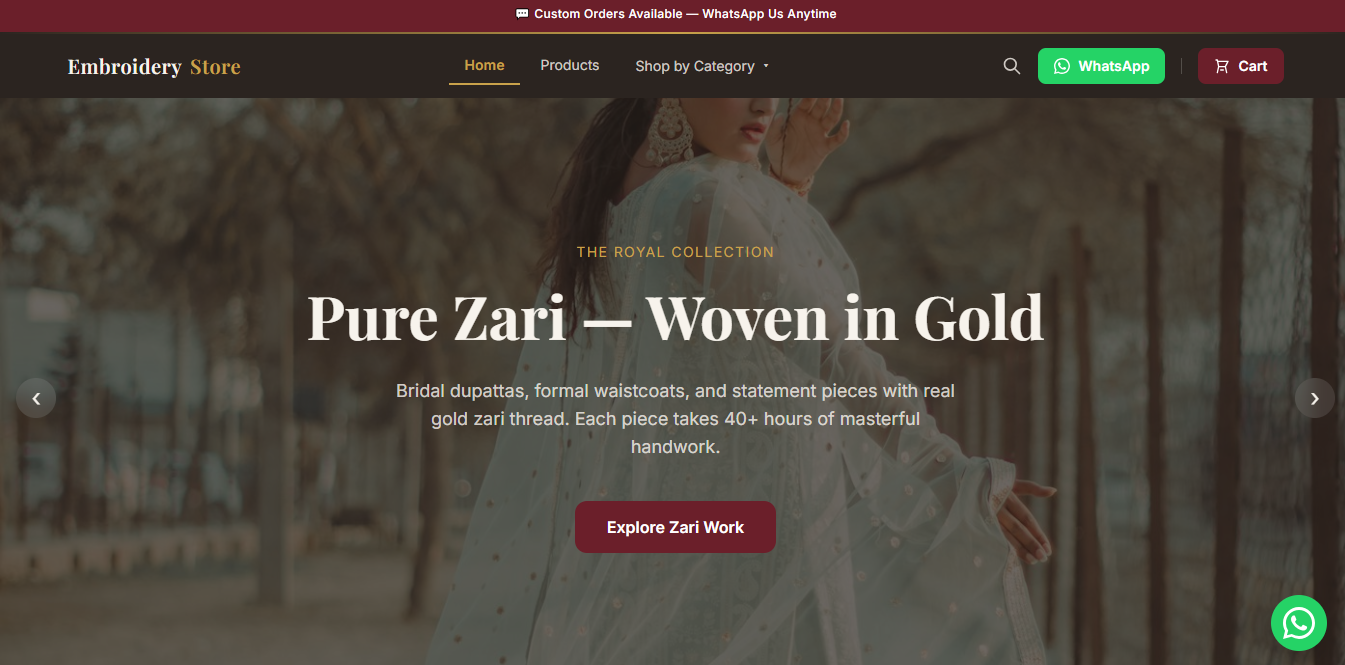 💬 Custom Orders Available — WhatsApp Us Anytime
Embroidery Store
Home
Products
Shop by Category
WhatsApp
Cart
THE ROYAL COLLECTION
Pure Zari — Woven in Gold
Bridal dupattas, formal waistcoats, and statement pieces with real
gold zari thread. Each piece takes 40+ hours of masterful
handwork.
Explore Zari Work